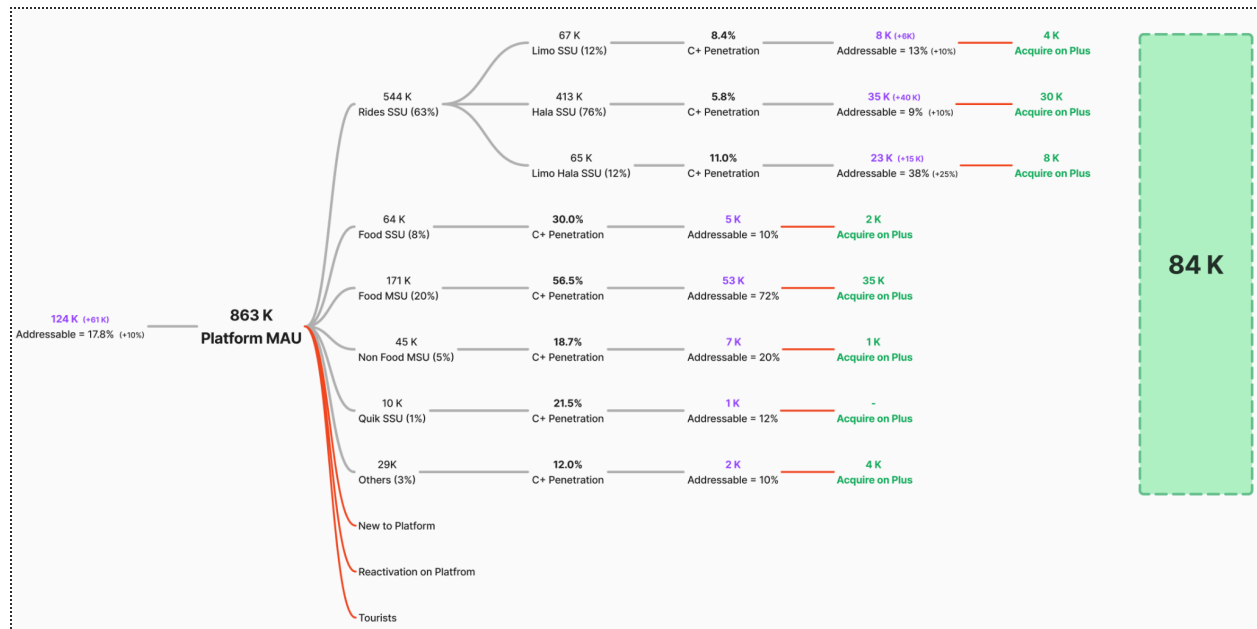 67 K
Limo SSU (12%)
8.4%
C+ Penetration
8 K (+6K)
Addressable = 13% (+10%)
4 K
Acquire on Plus
544 K
Rides SSU (63%)
413 K
Hala SSU (76%)
5.8%
C+ Penetration
35 K (+40 K)
Addressable = 9% (+10%)
30 K
Acquire on Plus
65 K
Limo Hala SSU (12%)
11.0%
C+ Penetration
23 K (+15 K)
Addressable = 38% (+25%)
8 K
Acquire on Plus
64 K
Food SSU (8%)
30.0%
C+ Penetration
5 K
Addressable = 10%
2 K
Acquire on Plus
84 K
171 K
Food MSU (20%)
56.5%
C+ Penetration
53 K
Addressable = 72%
35 K
Acquire on Plus
124 K (+61 K)
Addressable = 17.8% (+10%)
863 K
Platform MAU
45 K
Non Food MSU (5%)
18.7%
C+ Penetration
7 K
Addressable = 20%
1 K
Acquire on Plus
10 K
Quik SSU (1%)
21.5%
C+ Penetration
1 K
Addressable = 12%
-
Acquire on Plus
29K
Others (3%)
12.0%
C+ Penetration
2 K
Addressable = 10%
4 K
Acquire on Plus
New to Platform
Reactivation on Platfrom
Tourists